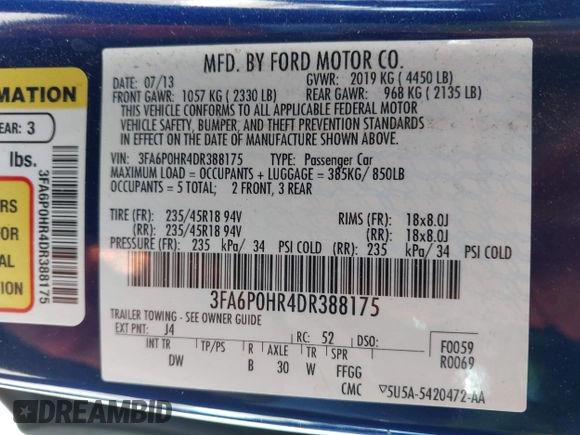 MFD. BY FORD MOTOR CO.
DATE: 07/13 GVWR: 2019 KG ( 4450 LB)
FRONT GAWR: 1057 KG ( 2330 LB) REAR GAWR: 968 KG ( 2135 LB)
THIS VEHICLE CONFORMS TO ALL APPLICABLE FEDERAL MOTOR
VEHICLE SAFETY, BUMPER, AND THEFT PREVENTION STANDARDS
IN EFFECT ON THE DATE OF MANUFACTURE SHOWN ABOVE.
VIN: 3FA6P0HR4DR388175 TYPE: Passenger Car
MAXIMUM LOAD = OCCUPANTS + LUGGAGE = 385KG/ 850LB
OCCUPANTS = 5 TOTAL; 2 FRONT, 3 REAR
TIRE (FR): 235/45R18 94V RIMS (FR): 18x8.0J
(RR): 235/45R18 94V (RR): 18x8.0J
PRESSURE (FR): 235 kPa/ 34 PSI COLD (RR): 235 kPa/ 34 PSI COLD
3FA6P0HR4DR388175
TRAILER TOWING - SEE OWNER GUIDE
EXT PNT: J4 RC: 52 DSO: F0059
INT TR TP/PS R AXLE TR SPR R0069
DW B 30 W FFGG
CMC ▽5U5A-5420472-AA
RMATION
EAR: 3
lbs.
RS
TOR
AL
ION
3FA6P0HR4DR388175
DREAMBID